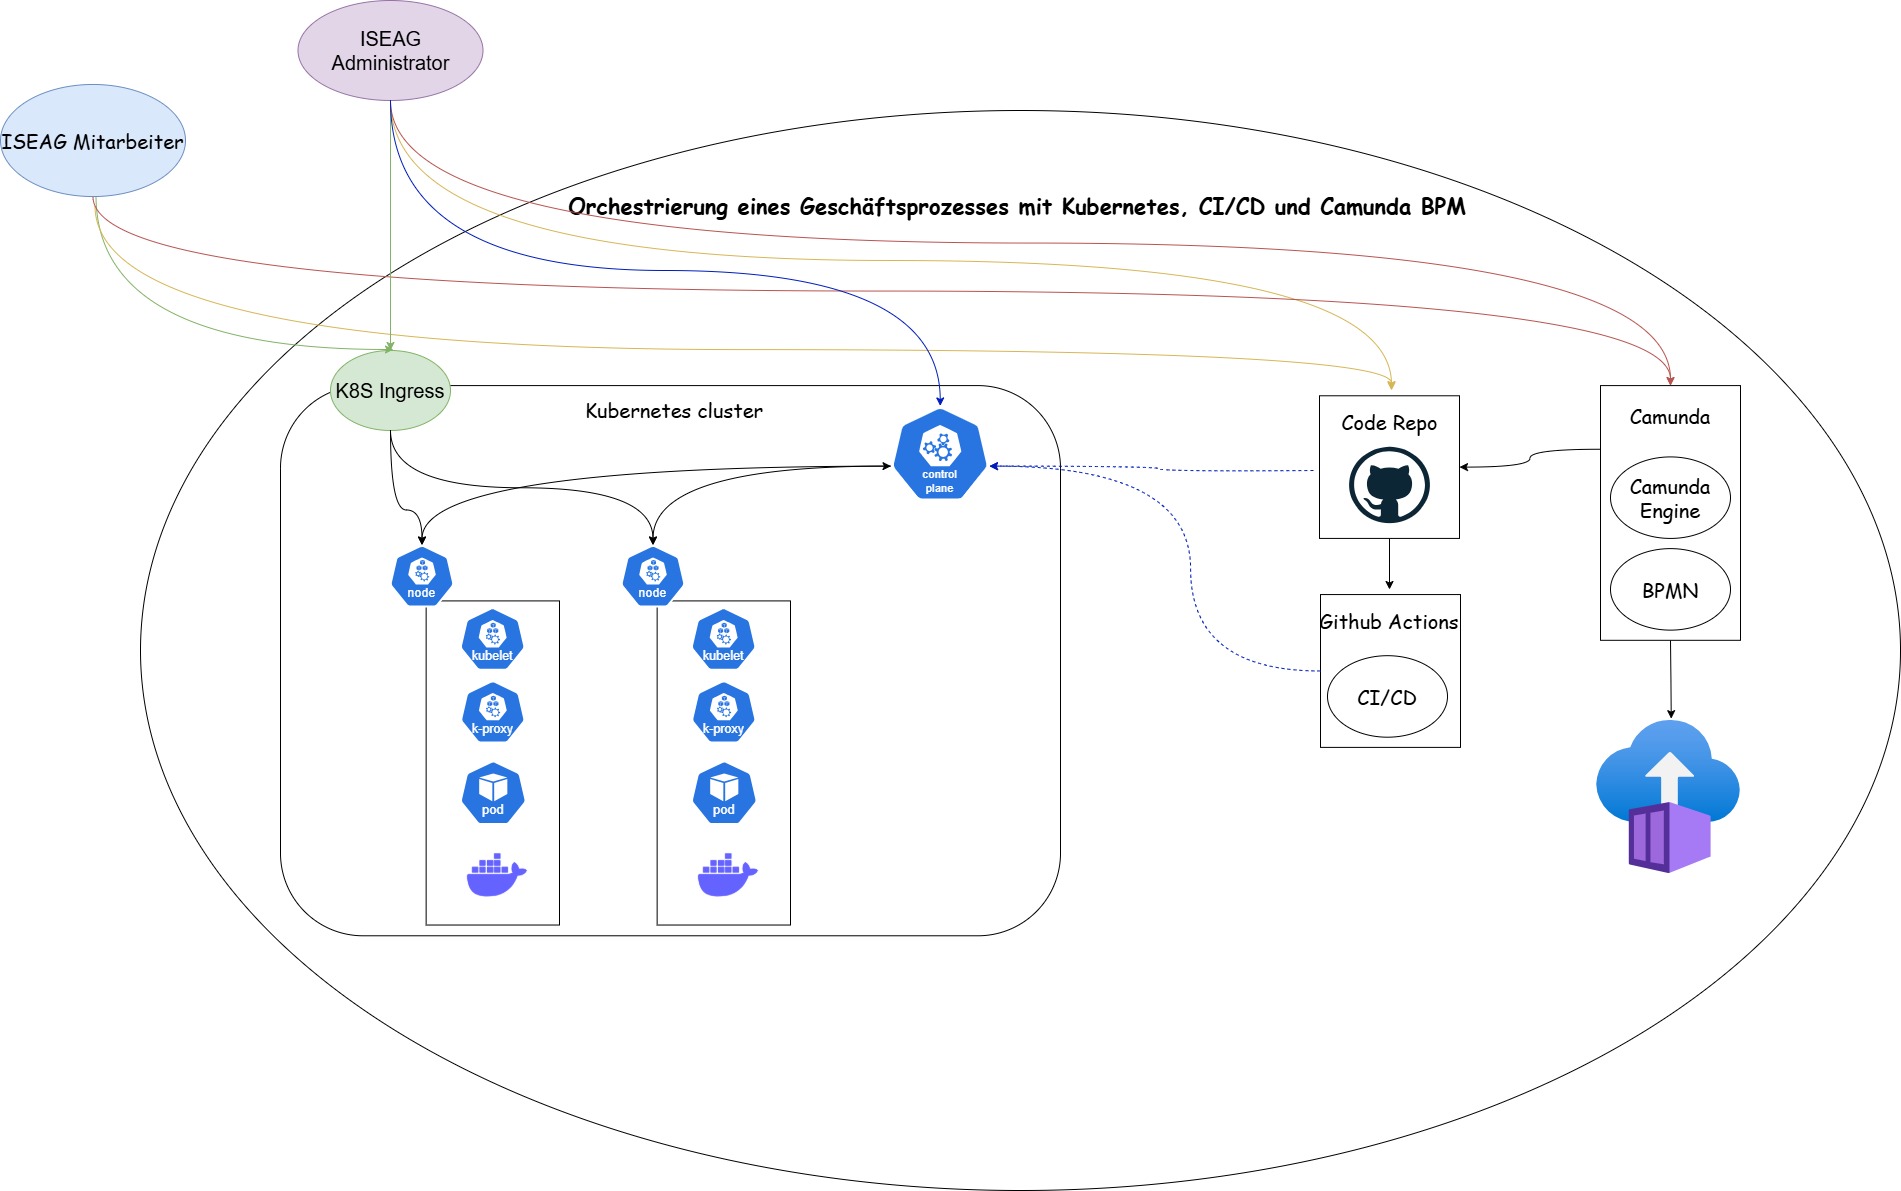 ISEAG
Administrator
ISEAG Mitarbeiter
Orchestrierung eines Geschäftsprozesses mit Kubernetes, CI/CD und Camunda BPM
K8S Ingress
Kubernetes cluster
control
plane
Code Repo
Camunda
Camunda
Engine
BPMN
node
node
Github Actions
CI/CD
kubelet
kubelet
k-proxy
k-proxy
pod
pod